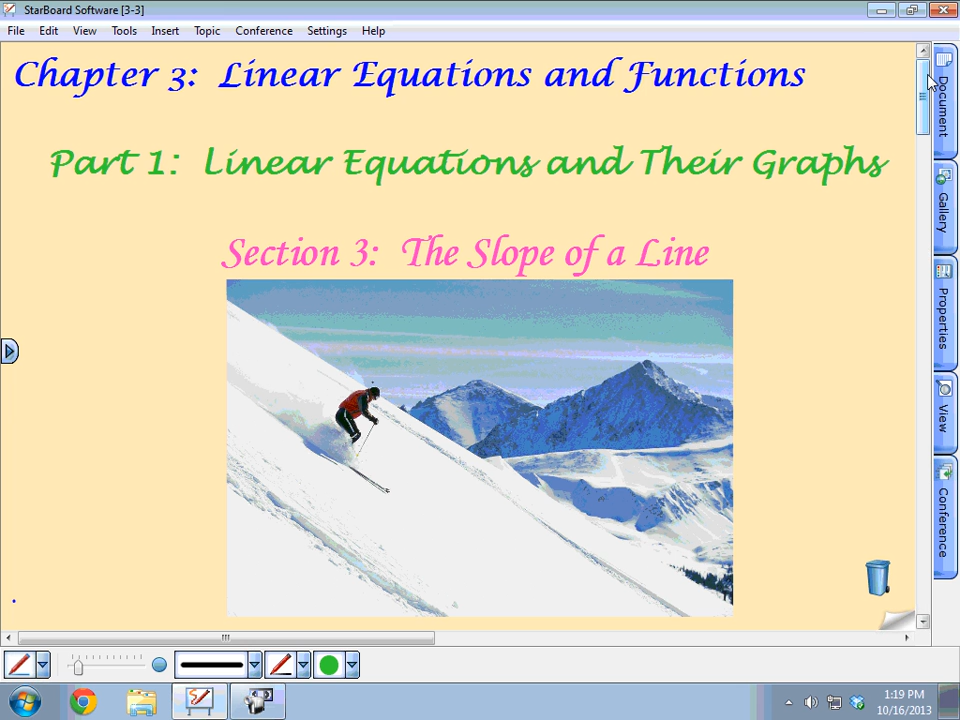 StarBoard Software [3-3]
File Edit View Tools Insert Topic Conference Settings Help
Chapter 3: Linear Equations and Functions
Part 1: Linear Equations and Their Graphs
Section 3: The Slope of a Line
Document
Gallery
Properties
View
Conference
1:19 PM
10/16/2013